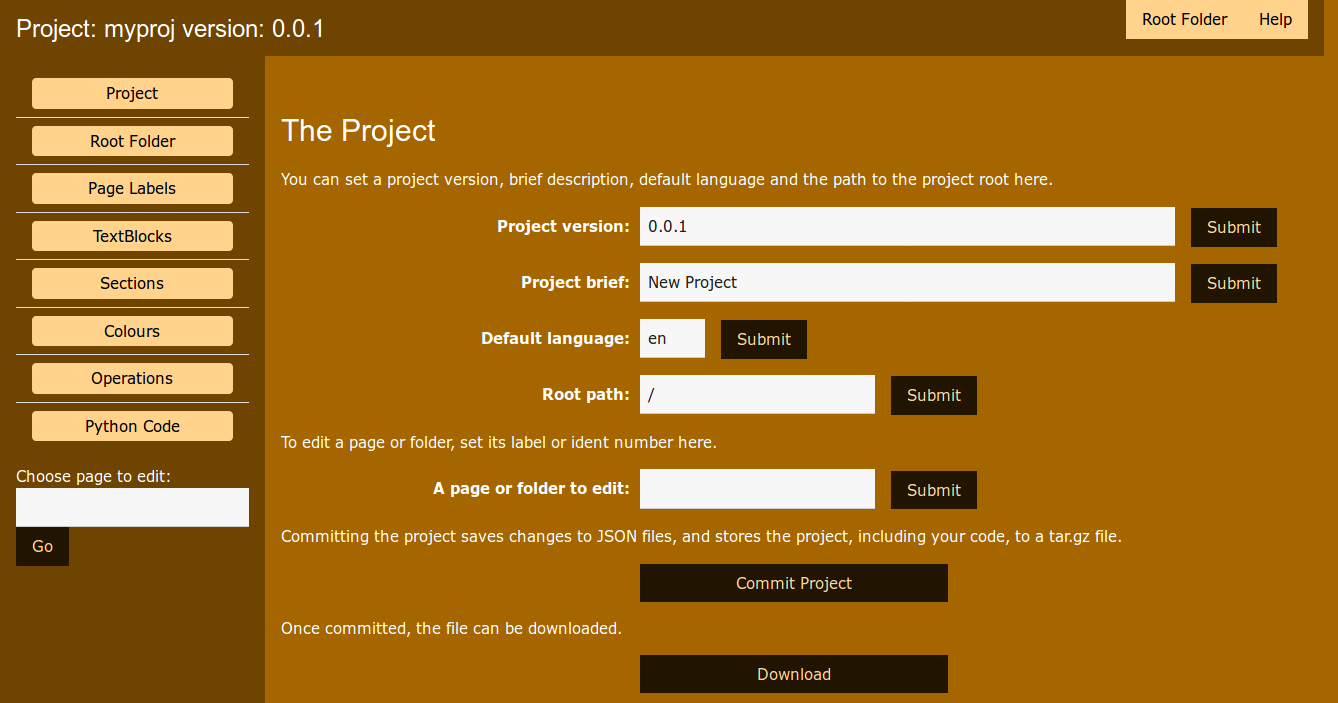 Project: myproj version: 0.0.1
Root Folder Help
Project
Root Folder
Page Labels
TextBlocks
Sections
Colours
Operations
Python Code
Choose page to edit:
Go
The Project
You can set a project version, brief description, default language and the path to the project root here.
Project version: 0.0.1 Submit
Project brief: New Project Submit
Default language: en Submit
Root path: / Submit
To edit a page or folder, set its label or ident number here.
A page or folder to edit: Submit
Committing the project saves changes to JSON files, and stores the project, including your code, to a tar.gz file.
Commit Project
Once committed, the file can be downloaded.
Download